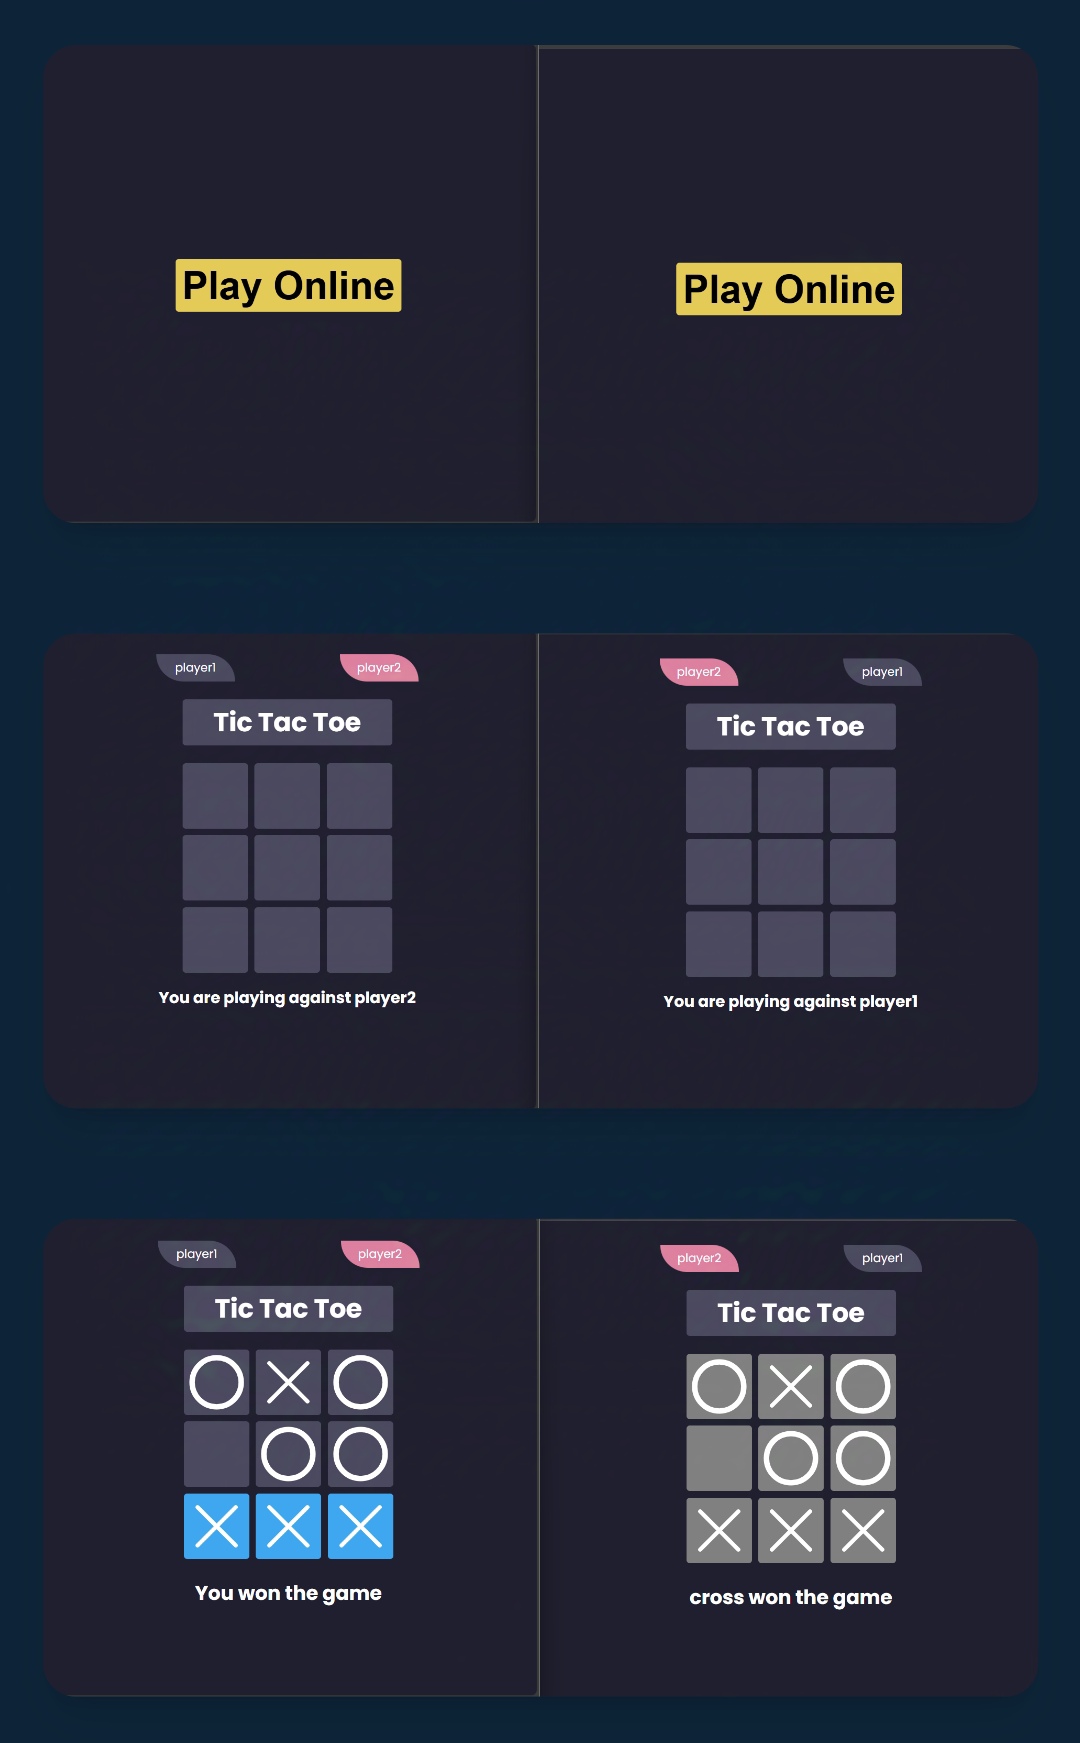 Play Online
Play Online
player1
player2
Tic Tac Toe
You are playing against player2
player2
player1
Tic Tac Toe
You are playing against player1
player1
player2
Tic Tac Toe
You won the game
player2
player1
Tic Tac Toe
cross won the game